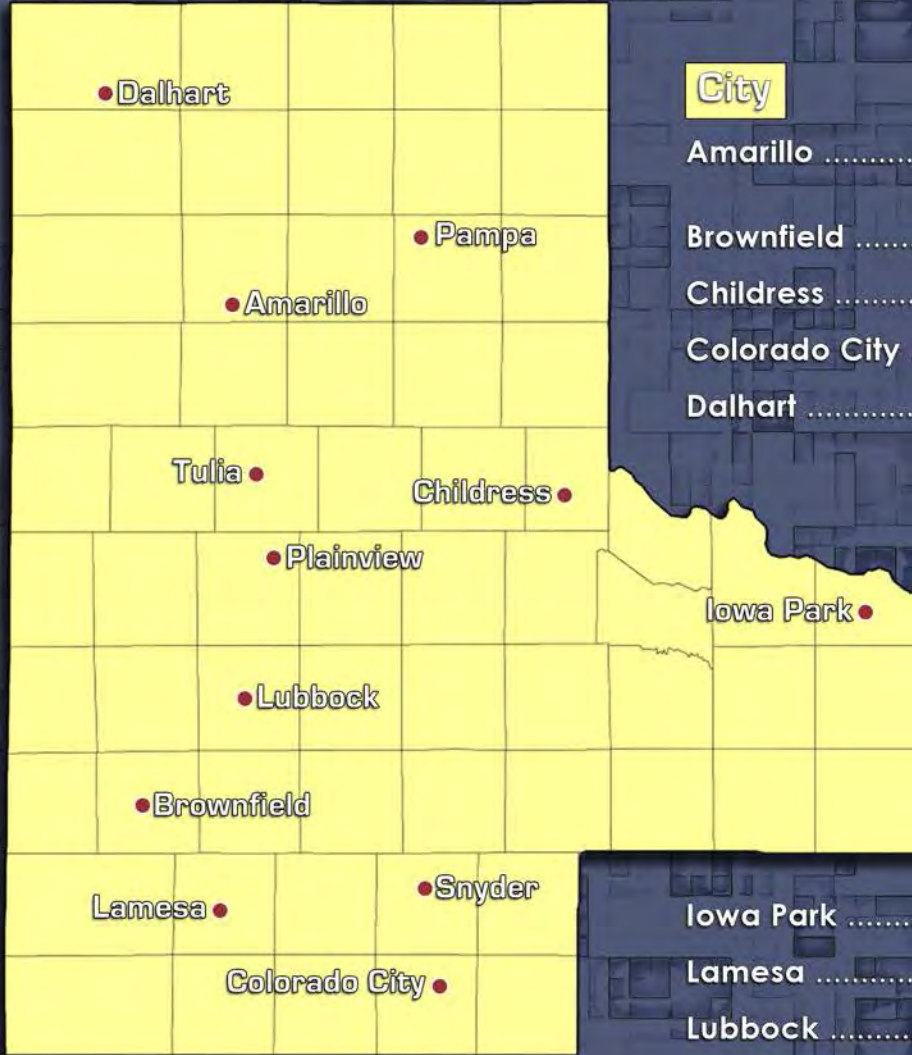 Dalhart
Pampa
Amarillo
Tulia
Childress
Plainview
Iowa Park
Lubbock
Brownfield
Snyder
Lamesa
Colorado City
City
Amarillo ..........
Brownfield ......
Childress .........
Colorado City
Dalhart ............
Iowa Park .......
Lamesa ...........
Lubbock .........